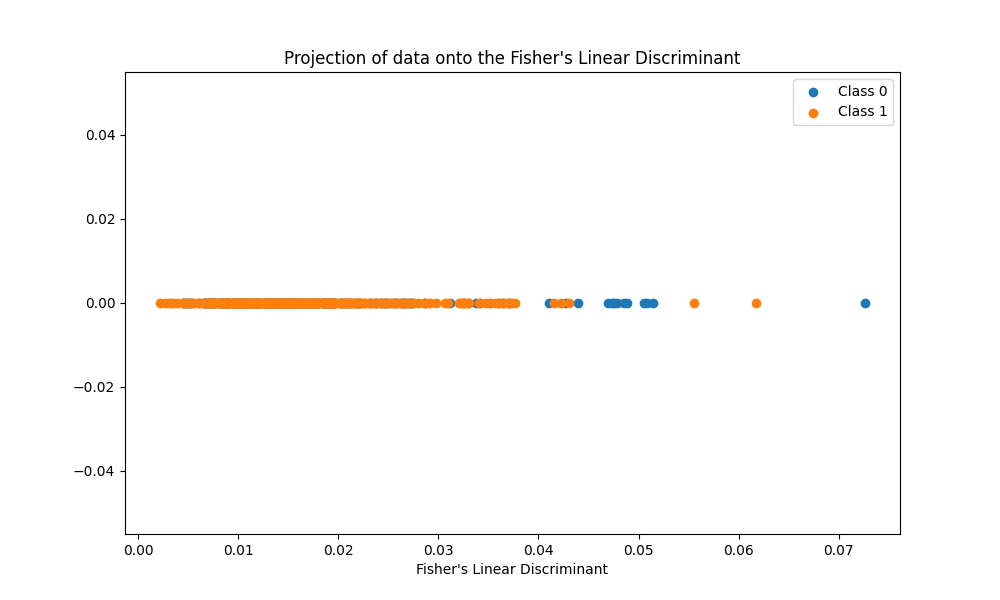 Projection of data onto the Fisher's Linear Discriminant
Class 0
Class 1
0.04
0.02
0.00
−0.02
−0.04
0.00 0.01 0.02 0.03 0.04 0.05 0.06 0.07
Fisher's Linear Discriminant